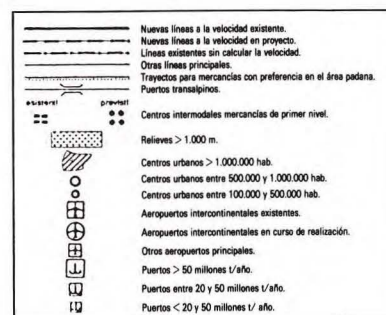 Nuevas líneas a la velocidad existente.
Nuevas líneas a la velocidad en proyecto.
Líneas existentes sin calcular la velocidad.
Otras líneas principales.
Trayectos para mercancías con preferencia en el área padana.
Puertos transalpinos.
esistenti previsti
Centros intermodales mercancías de primer nivel.
Relieves > 1.000 m.
Centros urbanos > 1.000.000 hab.
Centros urbanos entre 500.000 y 1.000.000 hab.
Centros urbanos entre 100.000 y 500.000 hab.
Aeropuertos intercontinentales existentes.
Aeropuertos intercontinentales en curso de realización.
Otros aeropuertos principales.
Puertos > 50 millones t/año.
Puertos entre 20 y 50 millones t/año.
Puertos < 20 y 50 millones t/ año.